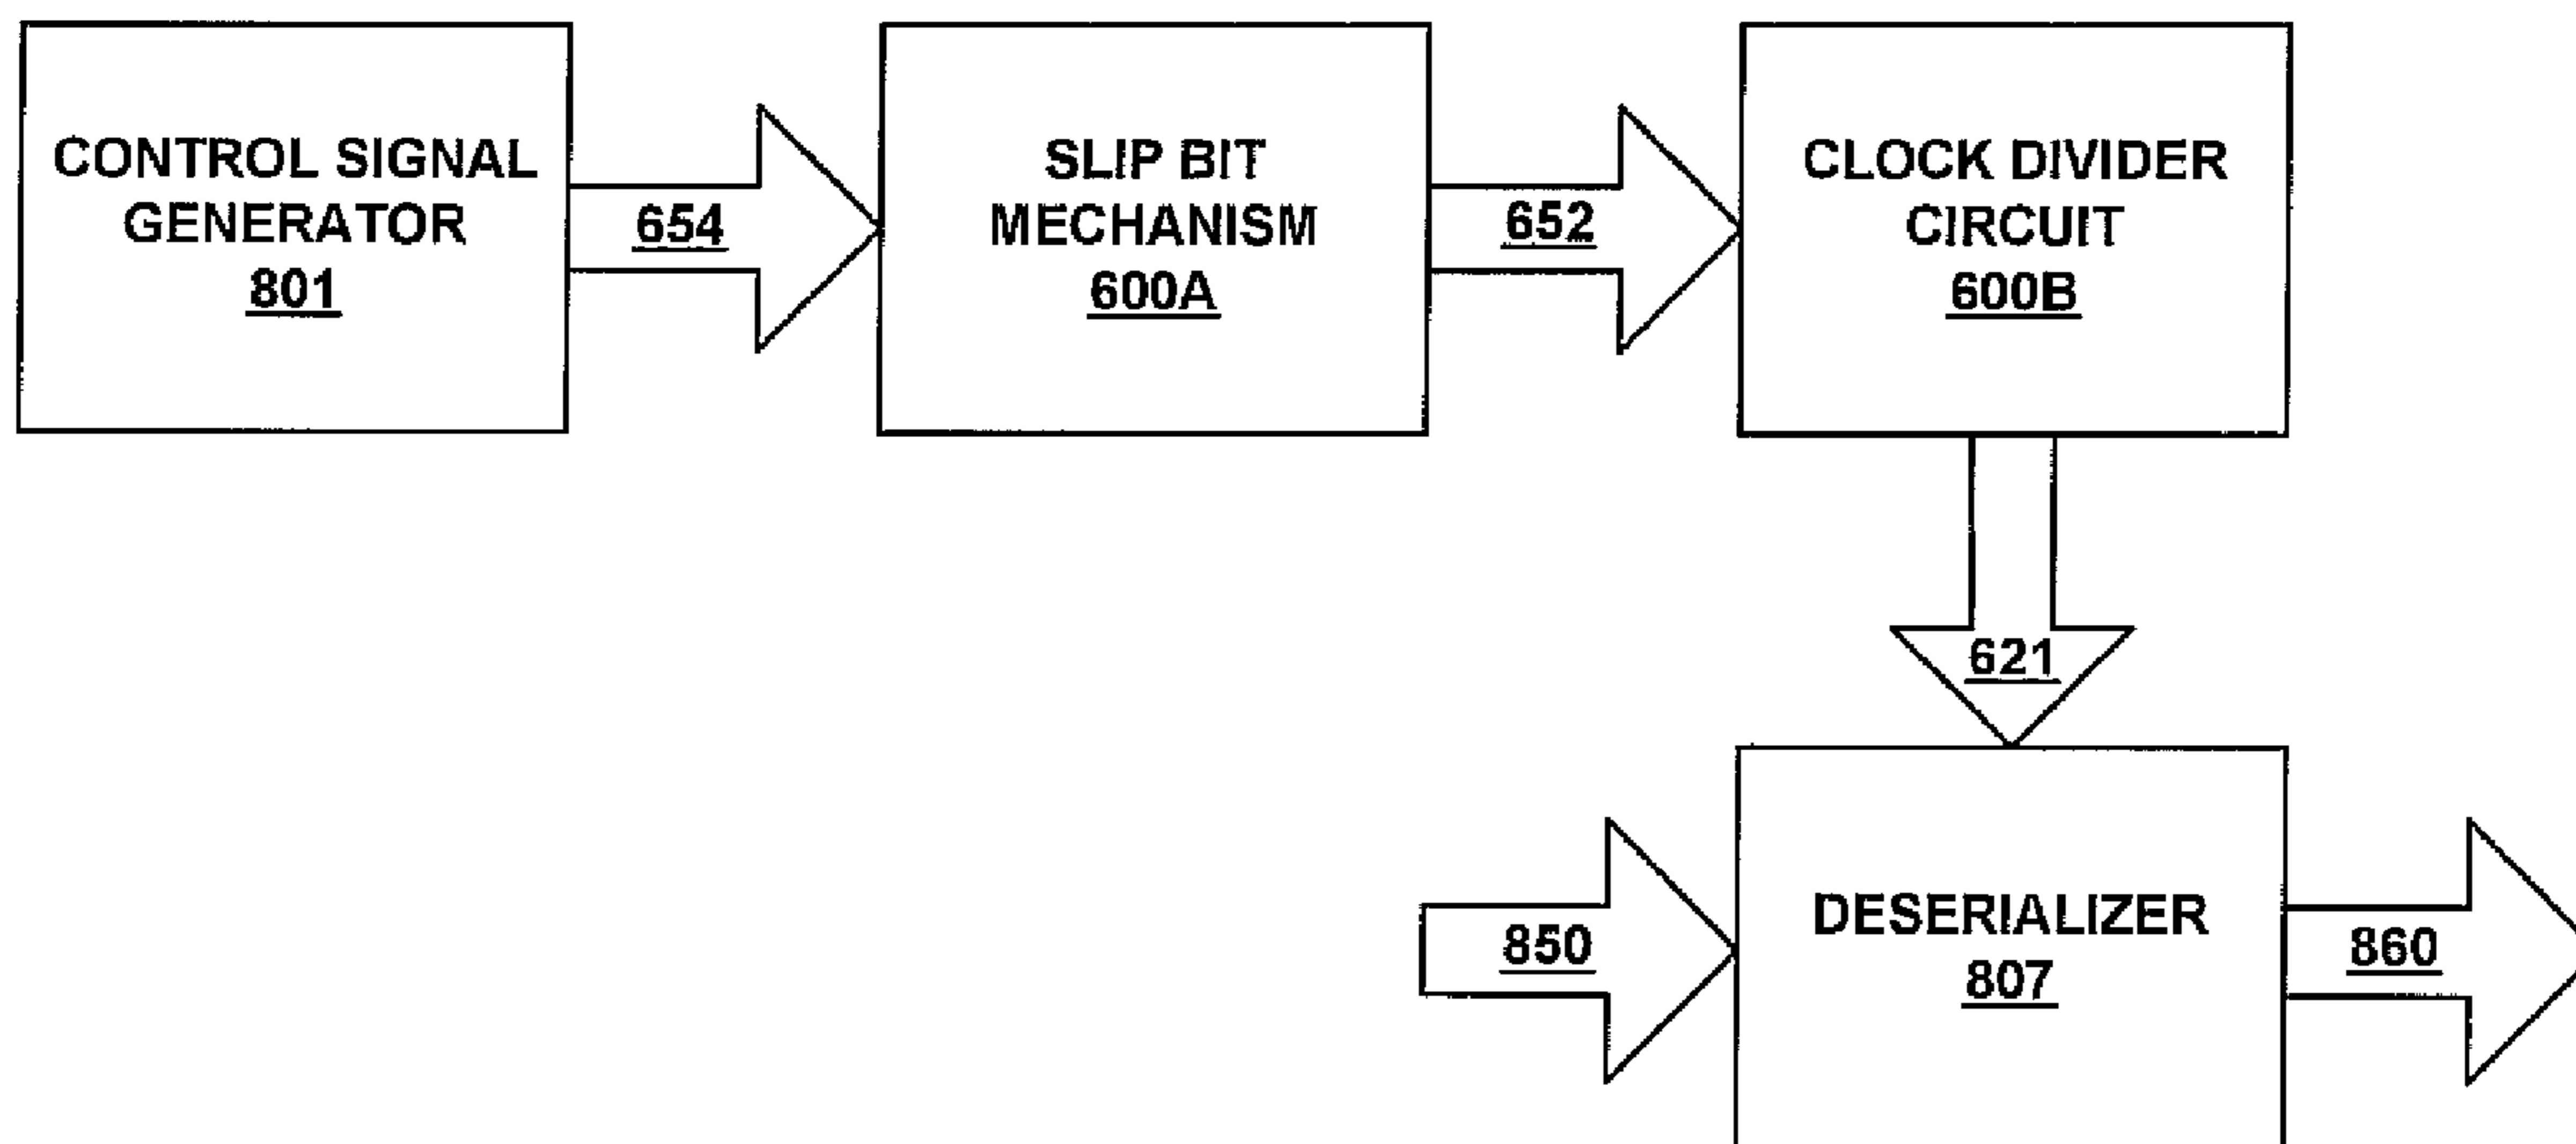 CONTROL SIGNAL
GENERATOR
801
654
SLIP BIT
MECHANISM
600A
652
CLOCK DIVIDER
CIRCUIT
600B
621
850
DESERIALIZER
807
860